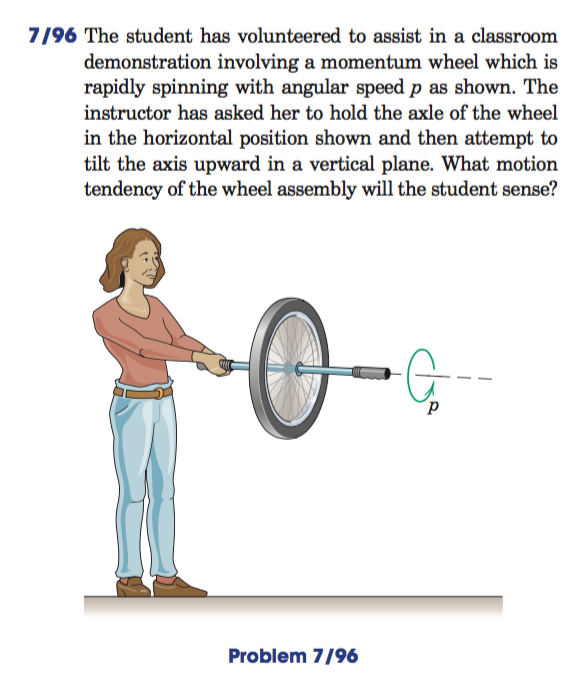 7/96 The student has volunteered to assist in a classroom
demonstration involving a momentum wheel which is
rapidly spinning with angular speed p as shown. The
instructor has asked her to hold the axle of the wheel
in the horizontal position shown and then attempt to
tilt the axis upward in a vertical plane. What motion
tendency of the wheel assembly will the student sense?
p
Problem 7/96